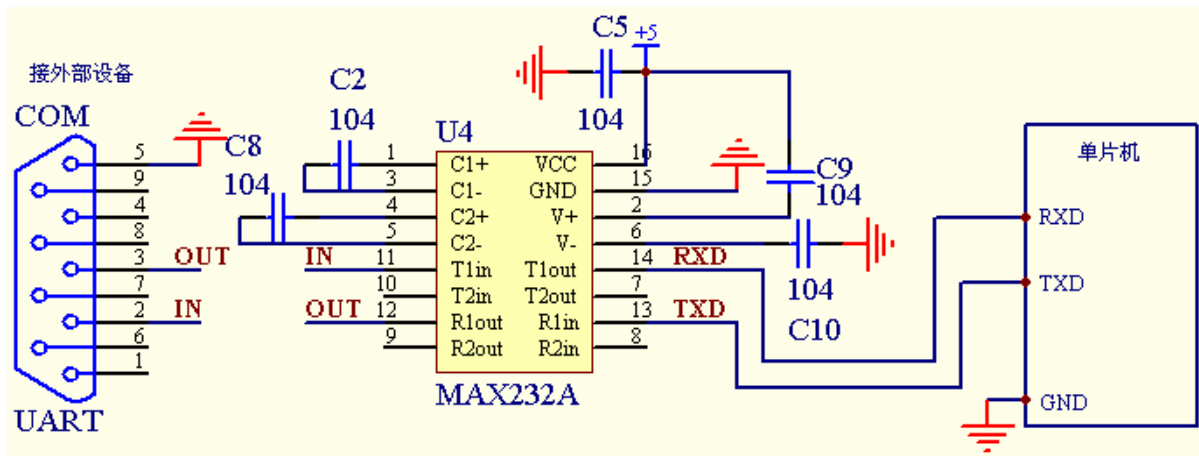 接外部设备
COM
5
9
4
8
3
7
2
6
1
UART
OUT
IN
C8
104
C2
104
C5
+5
104
U4
1 C1+ VCC 16
3 C1- GND 15
4 C2+ V+ 2
5 C2- V- 6
IN 11 T1in T1out 14 RXD
10 T2in T2out 7
OUT 12 R1out R1in 13 TXD
9 R2out R2in 8
MAX232A
C9
104
104
C10
单片机
RXD
TXD
GND